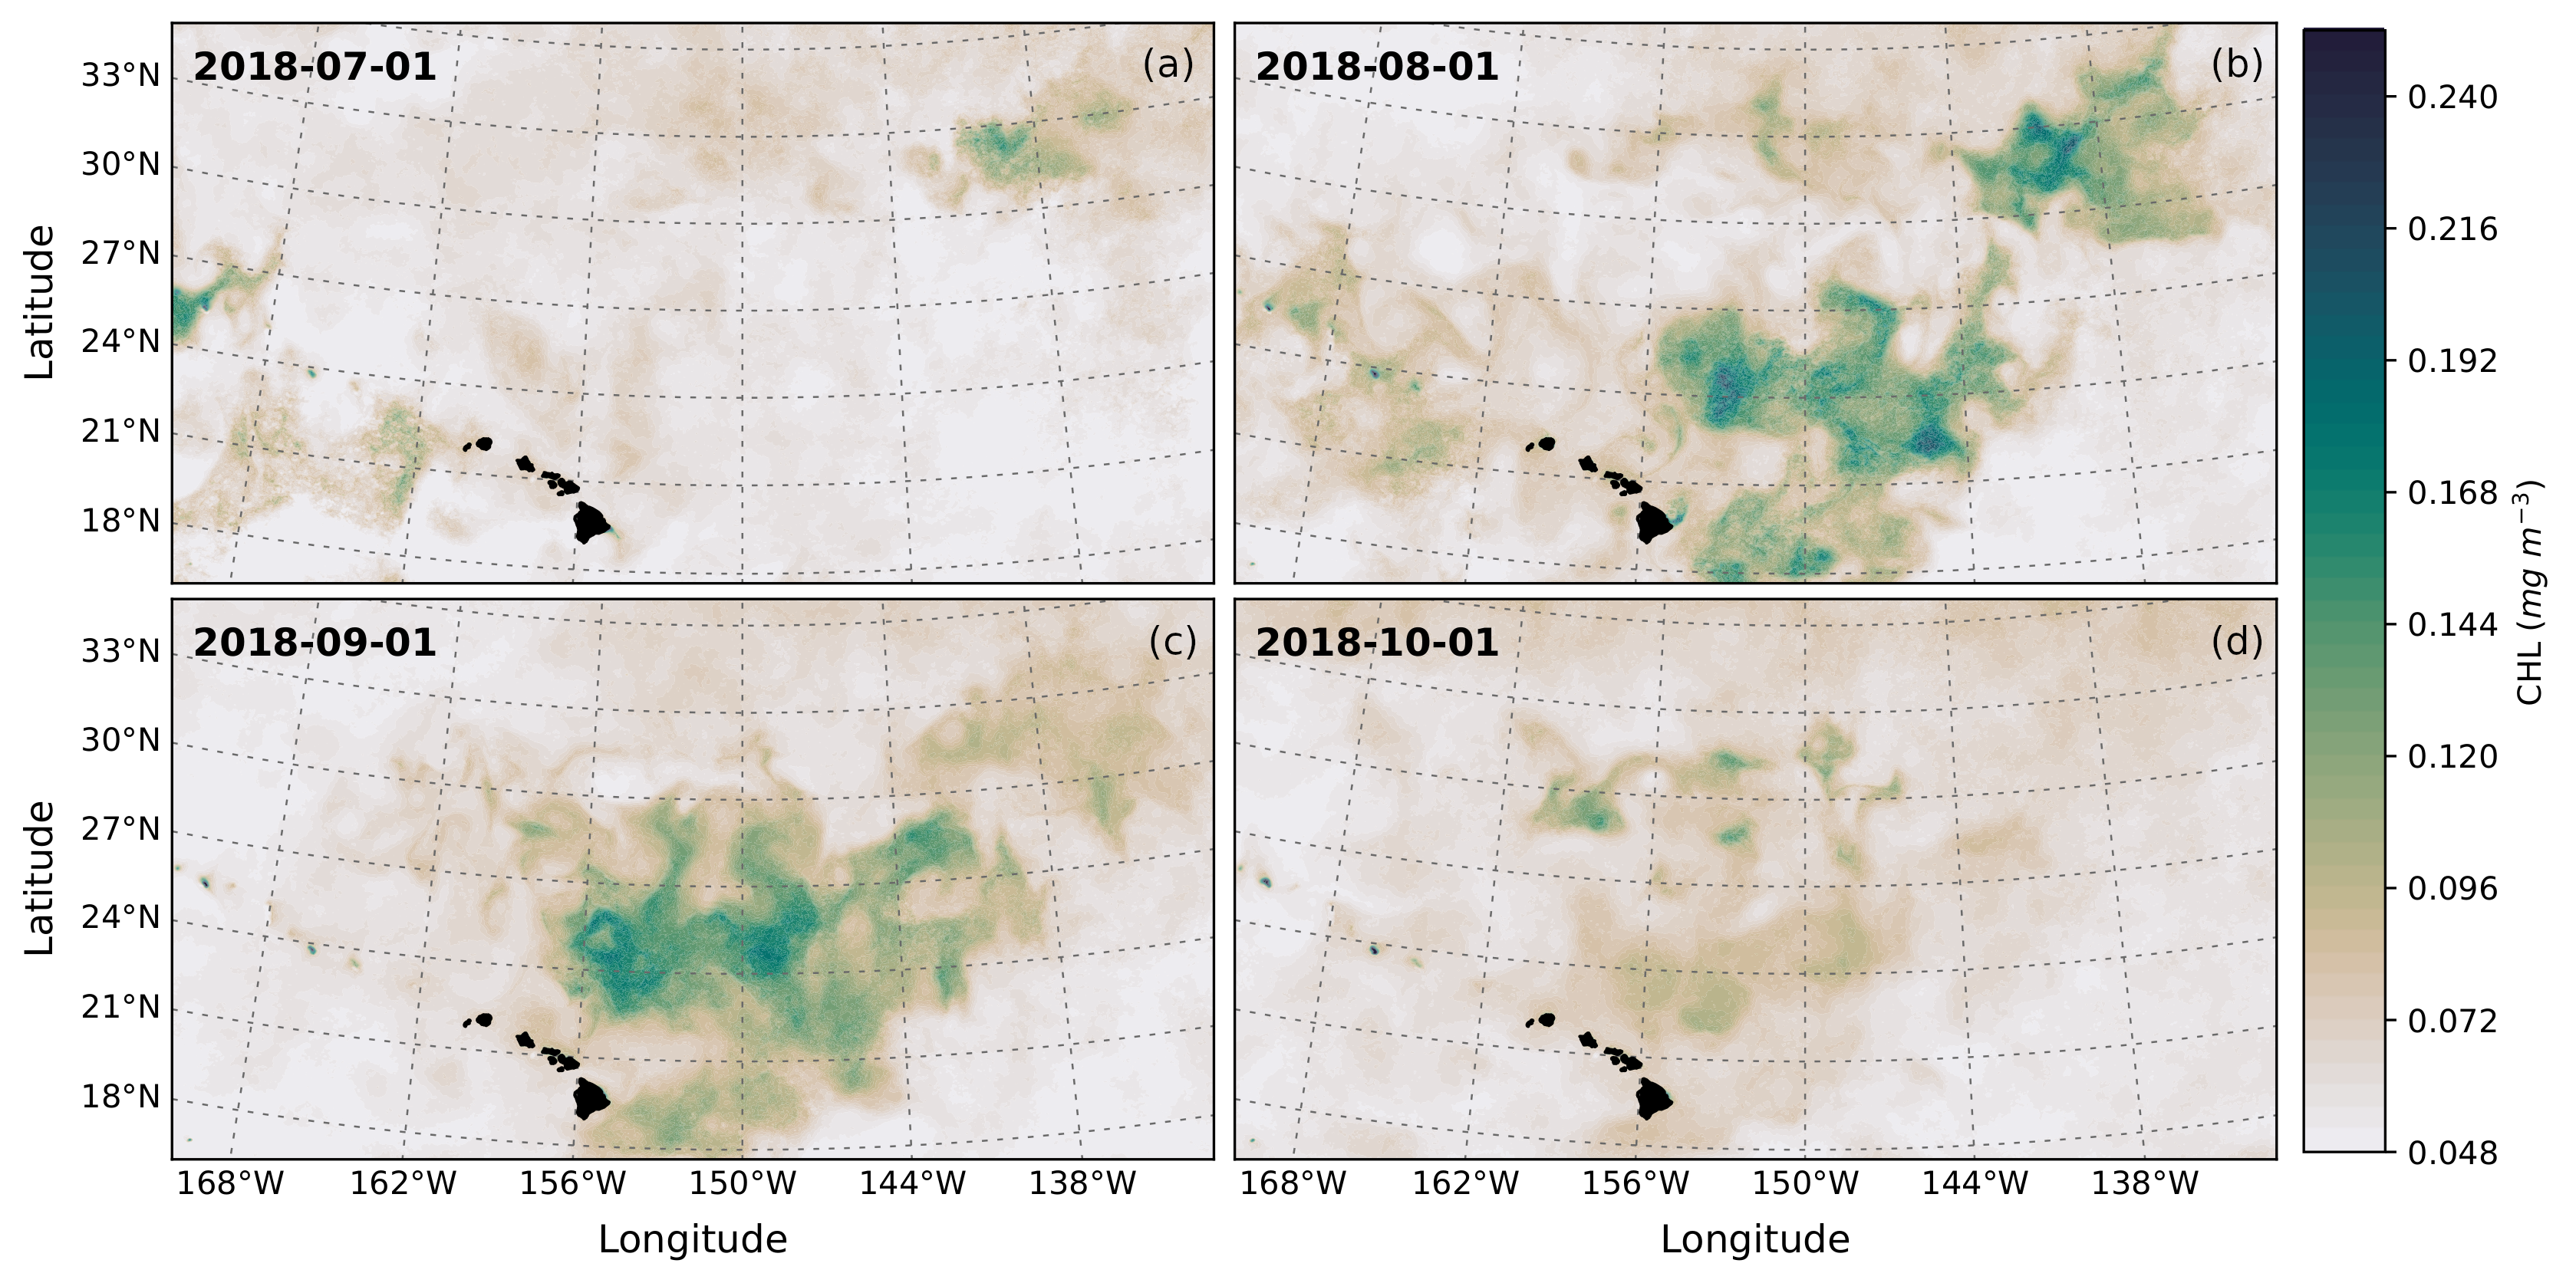 2018-07-01
(a)
2018-08-01
(b)
33°N
30°N
27°N
24°N
21°N
18°N
Latitude
2018-09-01
(c)
2018-10-01
(d)
33°N
30°N
27°N
24°N
21°N
18°N
Latitude
168°W 162°W 156°W 150°W 144°W 138°W
Longitude
168°W 162°W 156°W 150°W 144°W 138°W
Longitude
0.240
0.216
0.192
0.168
0.144
0.120
0.096
0.072
0.048
CHL (mg m⁻³)